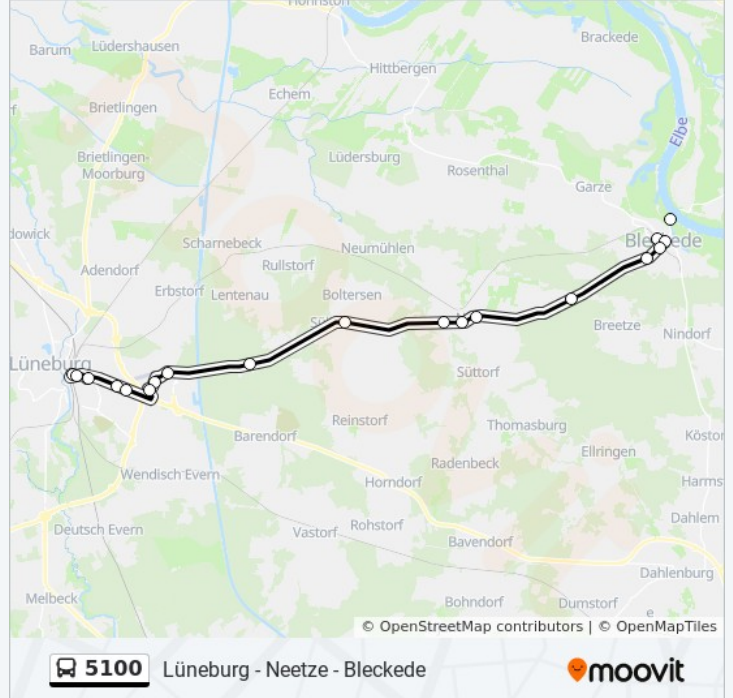 Hohnstorf
Brackede
Barum
Lüdershausen
Hittbergen
Echem
Brietlingen
Elbe
Brietlingen-
Moorburg
Lüdersburg
Rosenthal
Garze
dowick
Scharnebeck
Neumühlen
Bleckede
Adendorf
Rullstorf
Erbstorf
Lentenau
Boltersen
Breetze
Nindorf
Lüneburg
Süttorf
Reinstorf
Thomasburg
Barendorf
Köstor
Ellringen
Radenbeck
Wendisch Evern
Horndorf
Harms
Deutsch Evern
Vastorf
Rohstorf
Dahlem
Bavendorf
Dahlenburg
Melbeck
Bohndorf
Dumstorf
e
© OpenStreetMap contributors | © OpenMapTiles
5100
Lüneburg - Neetze - Bleckede
moovit